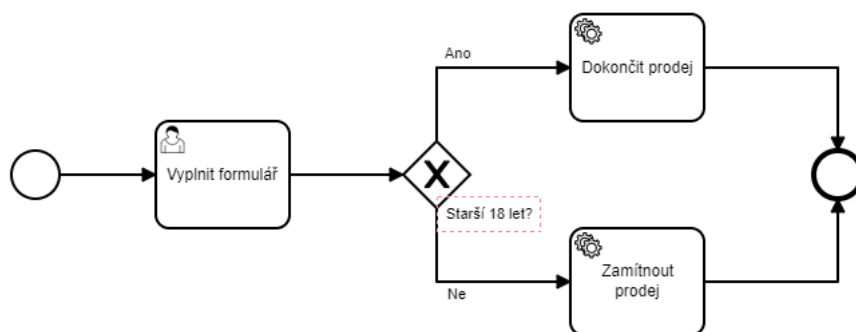 Ano
Dokončit prodej
Vyplnit formulář
Starší 18 let?
Zamítnout
prodej
Ne